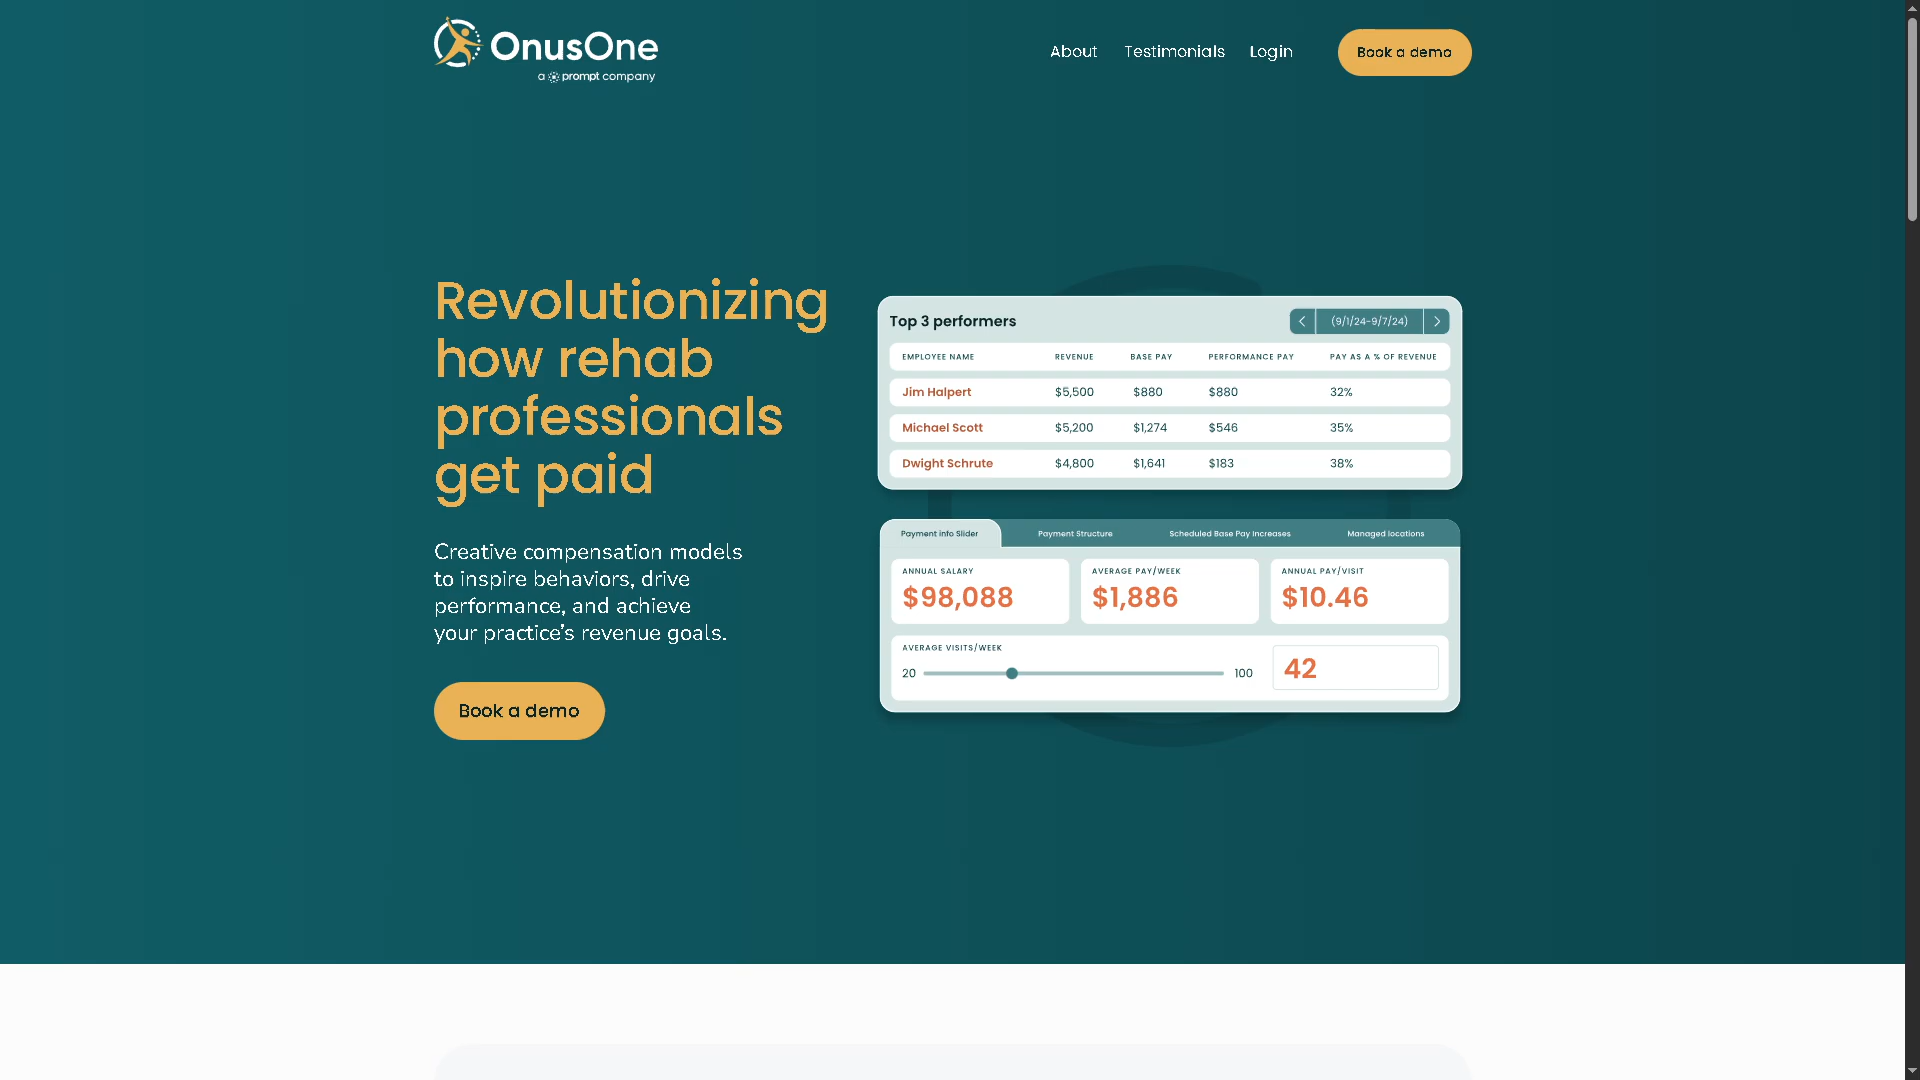 OnusOne
a prompt company
About
Testimonials
Login
Book a demo
Revolutionizing
how rehab
professionals
get paid
Creative compensation models
to inspire behaviors, drive
performance, and achieve
your practice's revenue goals.
Book a demo
Top 3 performers
(9/1/24-9/7/24)
EMPLOYEE NAME REVENUE BASE PAY PERFORMANCE PAY PAY AS A % OF REVENUE
Jim Halpert $5,500 $880 $880 32%
Michael Scott $5,200 $1,274 $546 35%
Dwight Schrute $4,800 $1,641 $183 38%
Payment info Slider Payment Structure Scheduled Base Pay Increases Managed locations
ANNUAL SALARY
$98,088
AVERAGE PAY/WEEK
$1,886
ANNUAL PAY/VISIT
$10.46
AVERAGE VISITS/WEEK
20 100 42